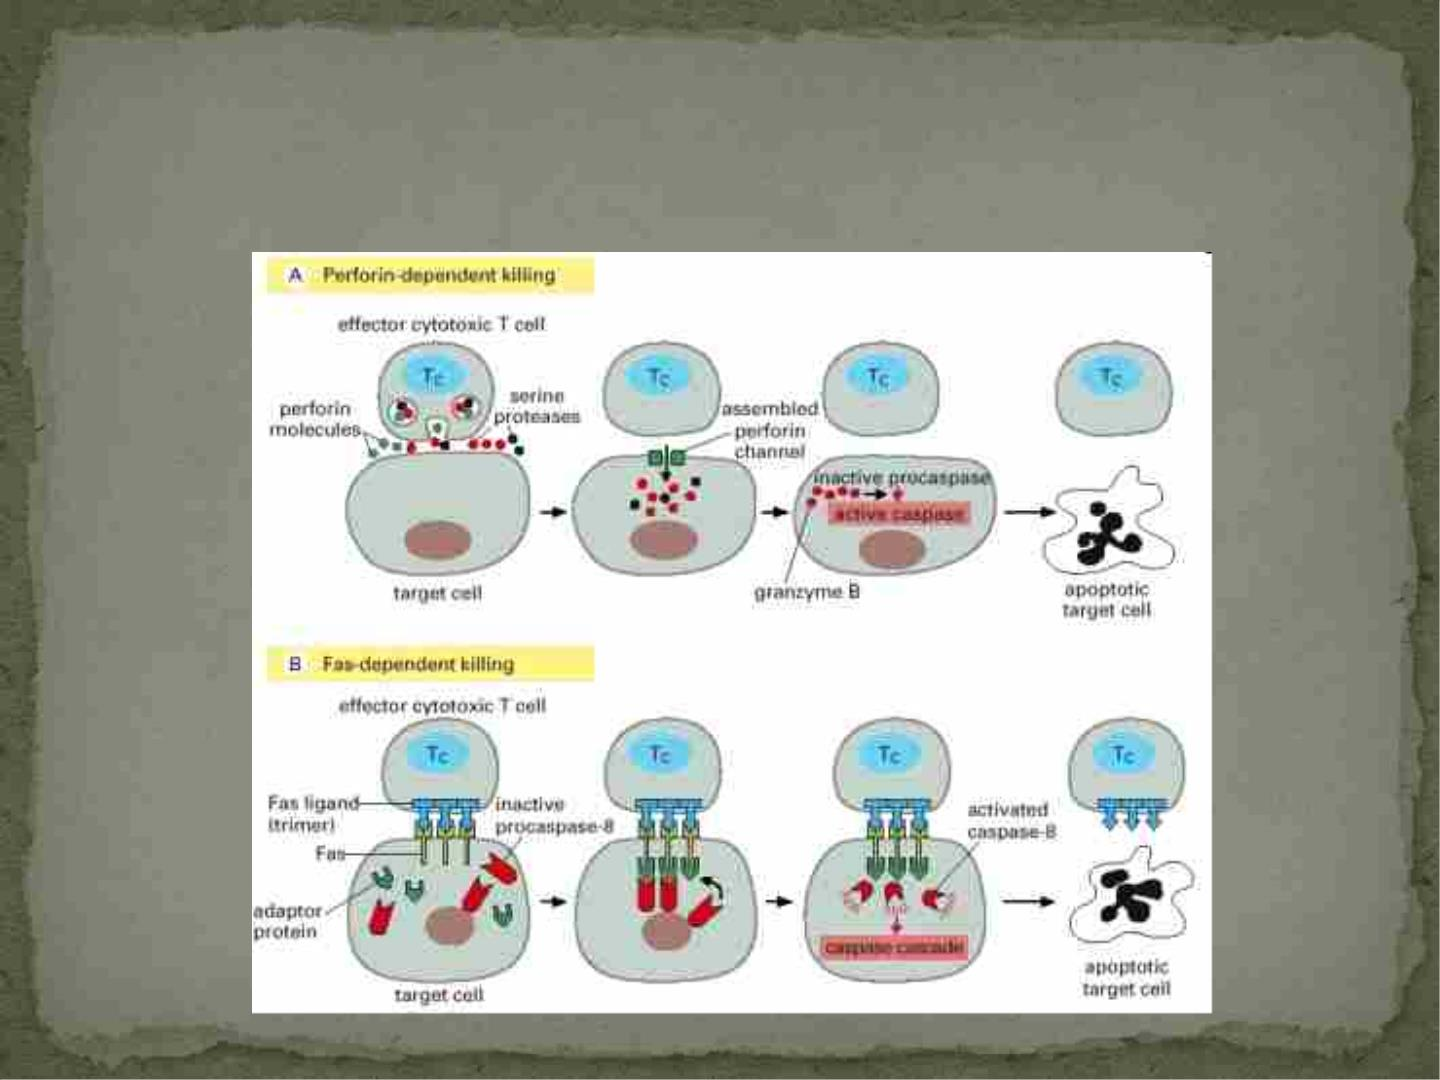 A Perforin-dependent killing
effector cytotoxic T cell
Tc
Tc
Tc
Tc
perforin
molecules
serine
proteases
assembled
perforin
channel
inactive procaspase
active caspase
target cell
granzyme B
apoptotic
target cell
B Fas-dependent killing
effector cytotoxic T cell
Tc
Tc
Tc
Tc
Fas ligand
(trimer)
Fas
inactive
procaspase-8
activated
caspase-8
adaptor
protein
caspase cascade
target cell
apoptotic
target cell